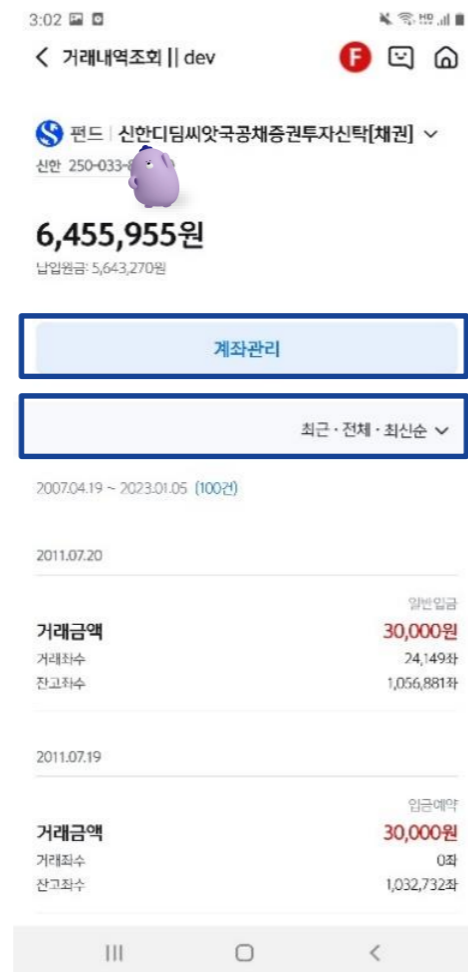 3:02
거래내역조회 || dev
F
펀드 | 신한디딤씨앗국공채증권투자신탁[채권]
신한 250-033-
6,455,955원
납입원금: 5,643,270원
계좌관리
최근 · 전체 · 최신순
2007.04.19 ~ 2023.01.05 (100건)
2011.07.20
일반입금
거래금액 30,000원
거래좌수 24,149좌
잔고좌수 1,056,881좌
2011.07.19
입금예약
거래금액 30,000원
거래좌수 0좌
잔고좌수 1,032,732좌